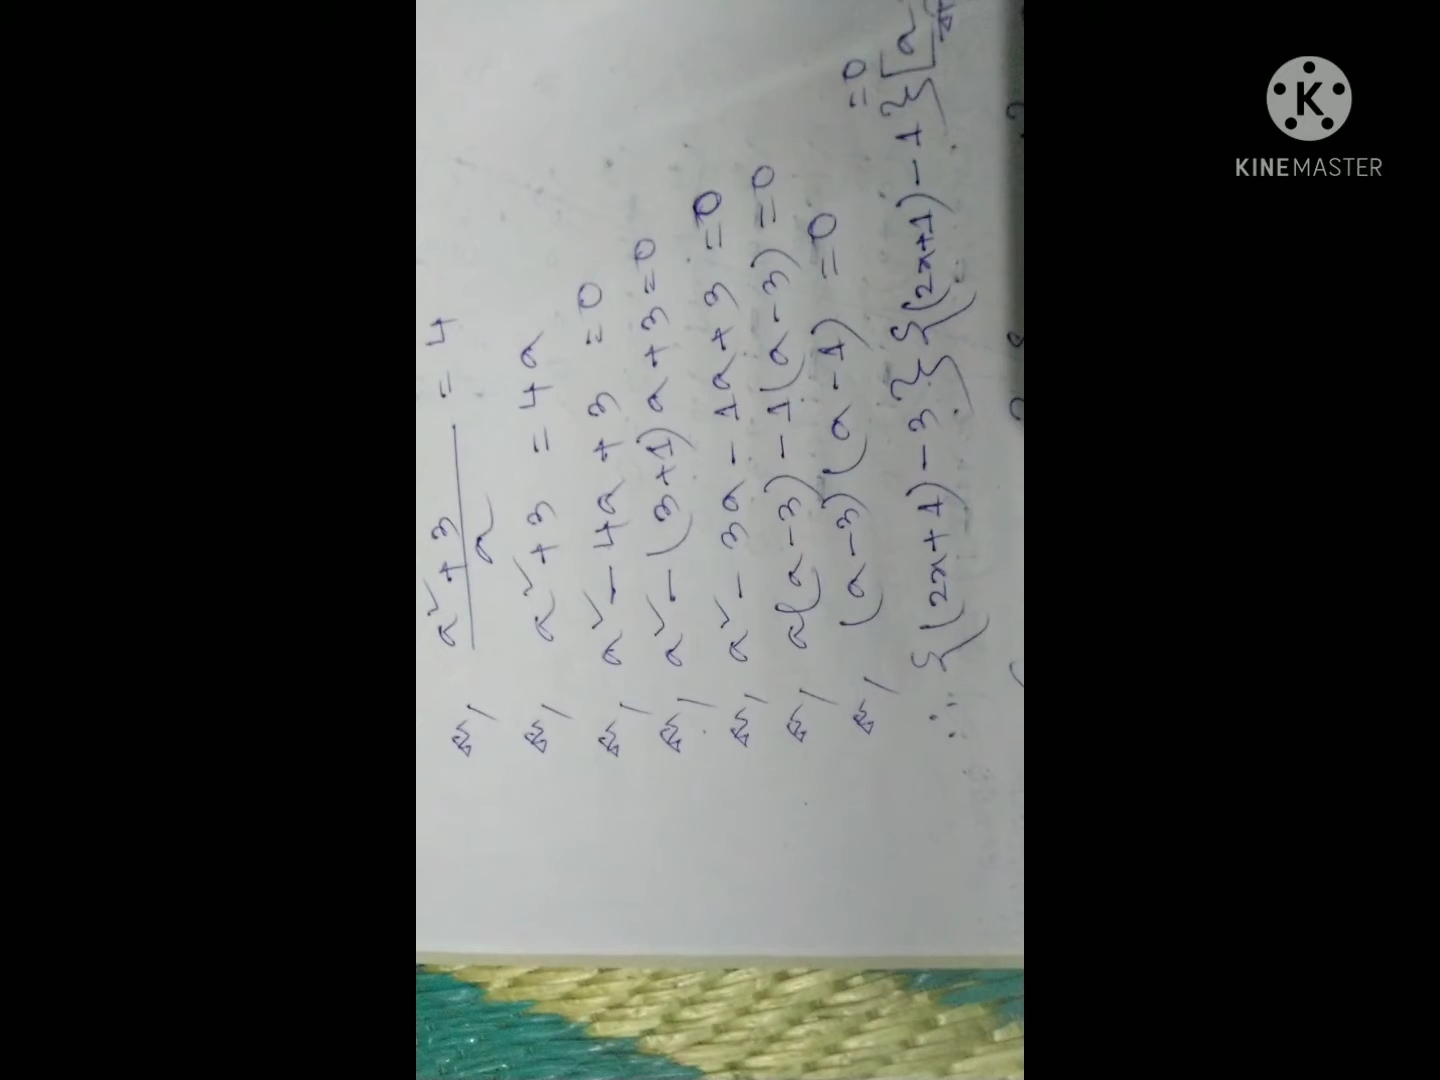 বা, a² + 3 / a = 4
বা, a² + 3 = 4a
বা, a² - 4a + 3 = 0
বা, a² - (3+1)a + 3 = 0
বা, a² - 3a - 1a + 3 = 0
বা, a(a-3) - 1(a-3) = 0
বা, (a-3)(a-1) = 0
∴ {(2x+1) - 3}{(2x+1) - 1} [a
= 0
KINEMASTER